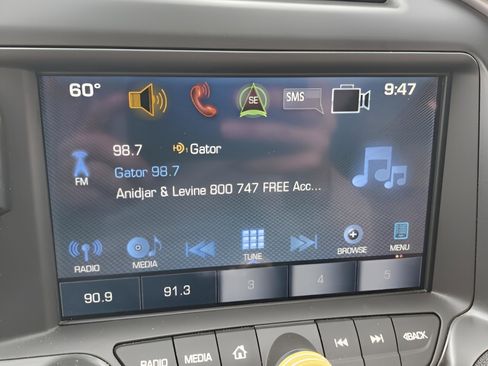 60° SE SMS 9:47
98.7 HD Gator
FM Gator 98.7
Anidjar & Levine 800 747 FREE Acc...
RADIO MEDIA TUNE BROWSE MENU
90.9 91.3 3 4 5
RADIO MEDIA BACK